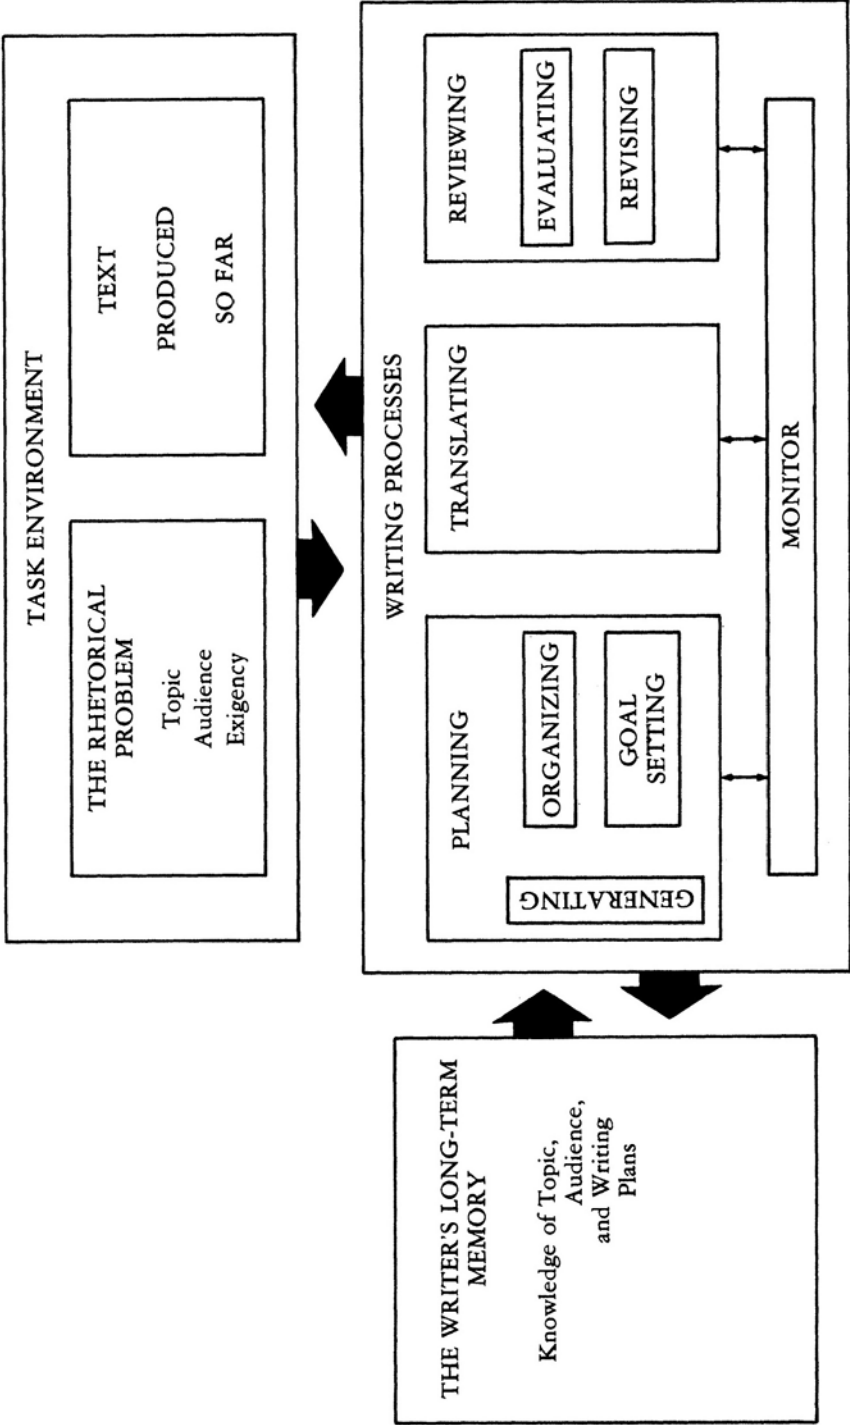 TASK ENVIRONMENT
THE RHETORICAL
PROBLEM
Topic
Audience
Exigency
TEXT
PRODUCED
SO FAR
THE WRITER'S LONG-TERM
MEMORY
Knowledge of Topic,
Audience,
and Writing
Plans
WRITING PROCESSES
PLANNING
GENERATING
ORGANIZING
GOAL
SETTING
TRANSLATING
REVIEWING
EVALUATING
REVISING
MONITOR